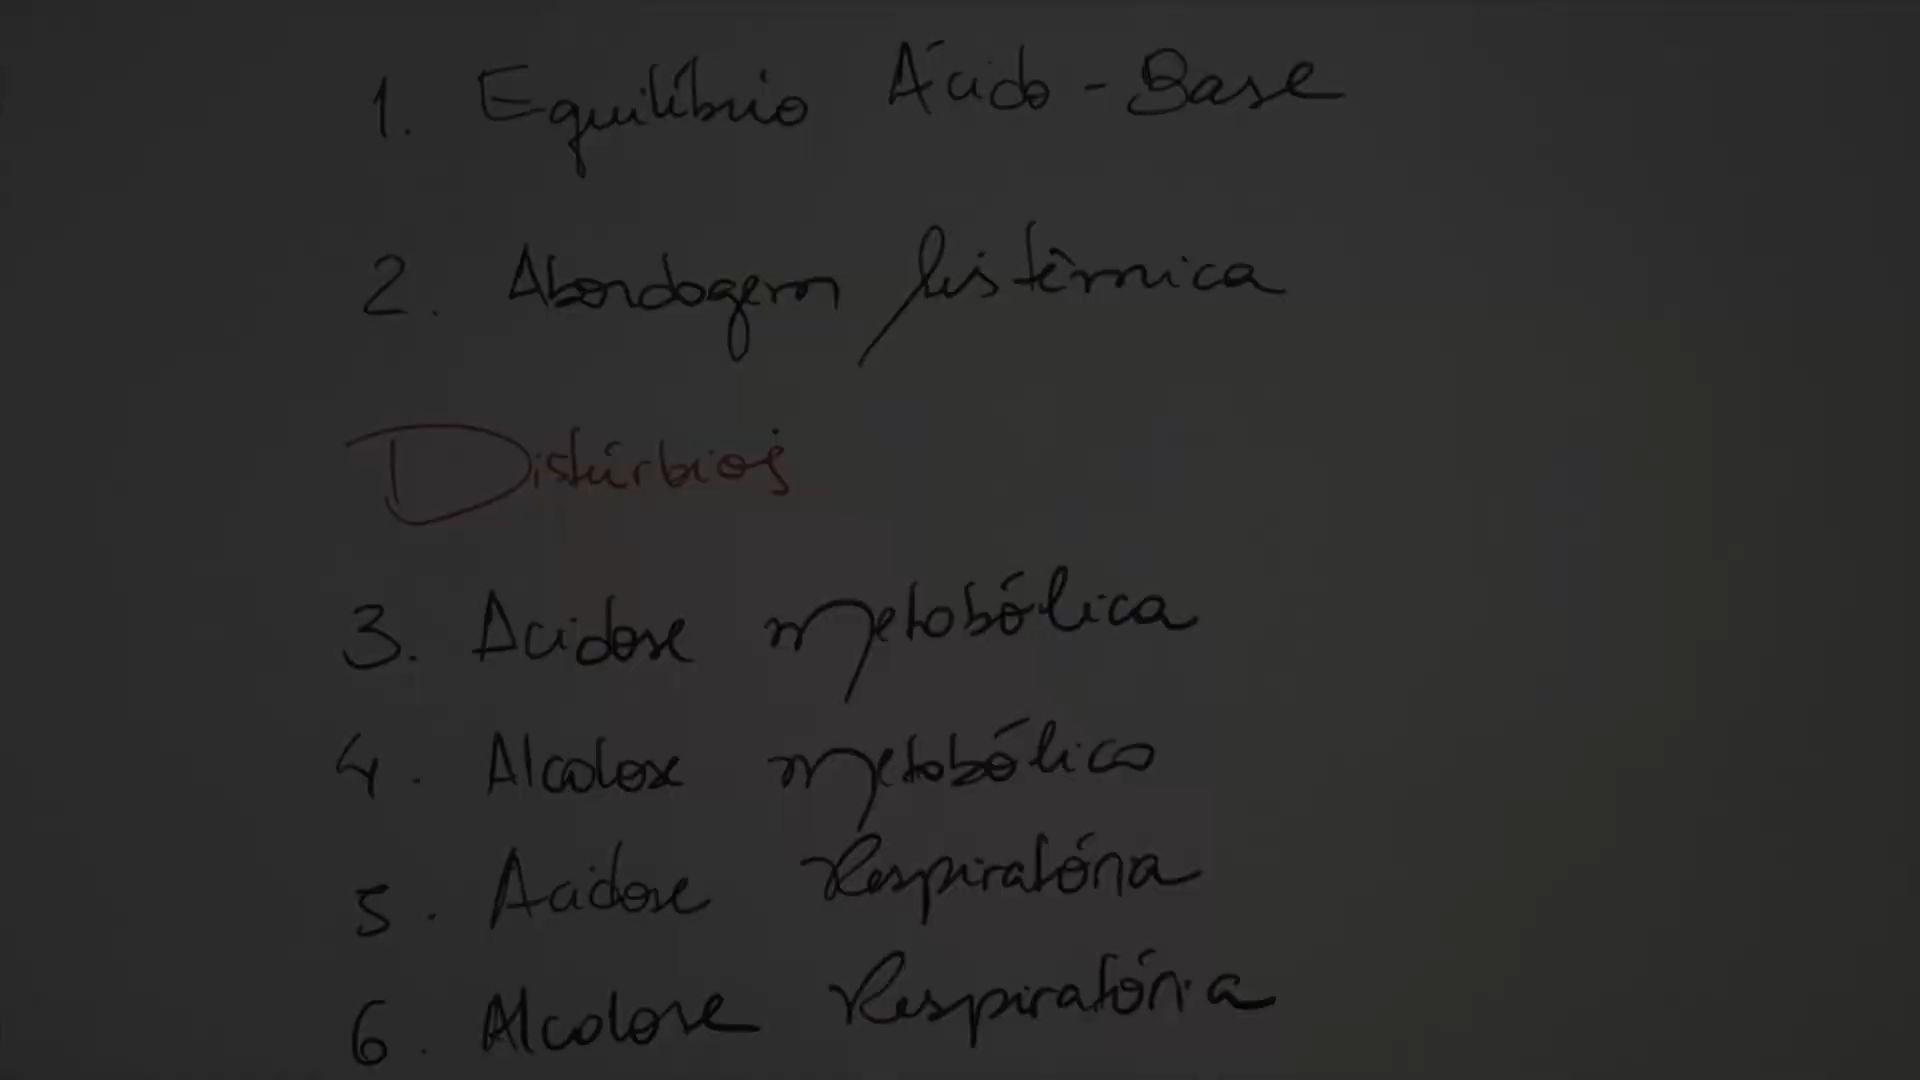 1. Equilíbrio Ácido-Base
2. Abordagem Sistêmica
Distúrbios
3. Acidose metabólica
4. Alcalose metabólica
5. Acidose Respiratória
6. Alcalose Respiratória